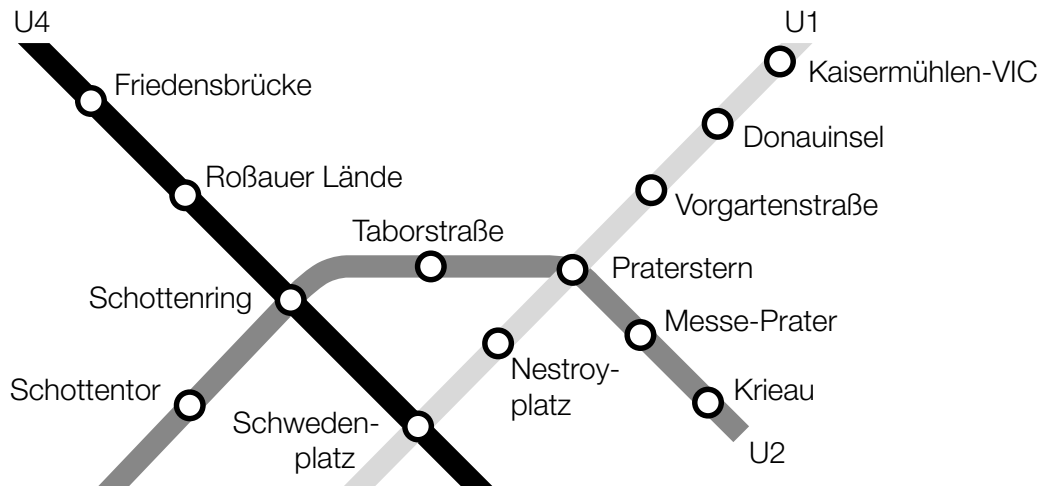 U4
U1
Friedensbrücke
Kaisermühlen-VIC
Donauinsel
Roßauer Lände
Vorgartenstraße
Taborstraße
Praterstern
Schottenring
Messe-Prater
Nestroy-
platz
Schottentor
Krieau
Schweden-
platz
U2